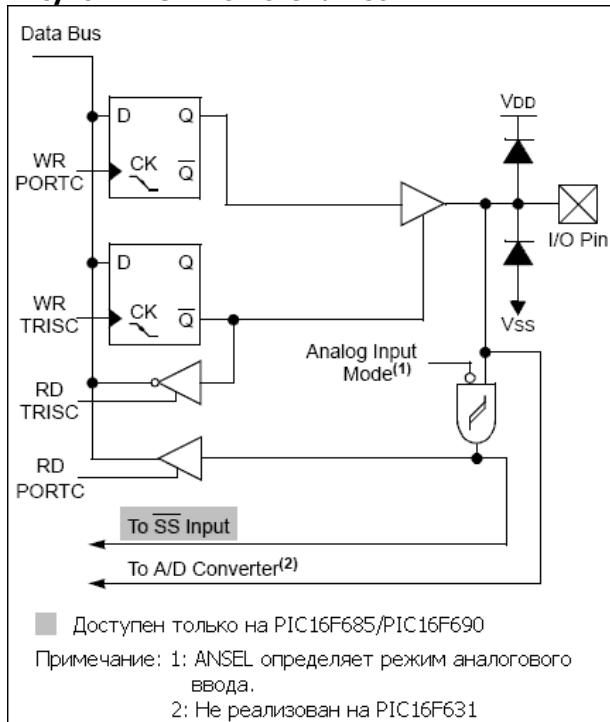 Data Bus
D Q
VDD
WR
PORTC
CK Q
I/O Pin
D Q
WR
TRISC
CK Q
VSS
Analog Input
Mode(1)
RD
TRISC
RD
PORTC
To SS Input
To A/D Converter(2)
Доступен только на PIC16F685/PIC16F690
Примечание: 1: ANSEL определяет режим аналогового
ввода.
2: Не реализован на PIC16F631